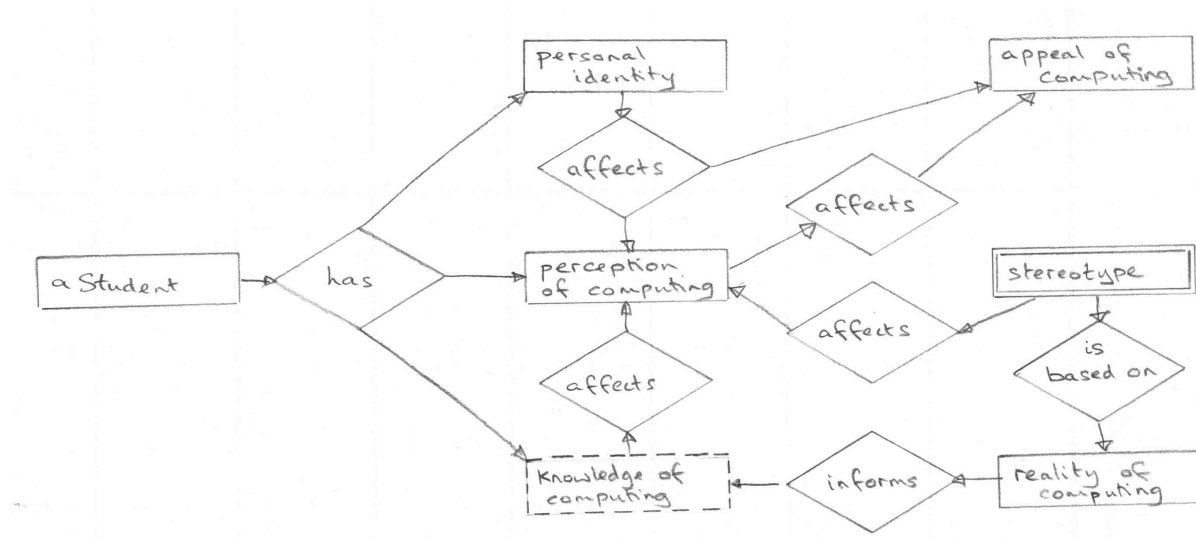 personal
identity
appeal of
computing
affects
affects
a Student
has
perception
of computing
stereotype
affects
is
based on
affects
knowledge of
computing
informs
reality of
computing